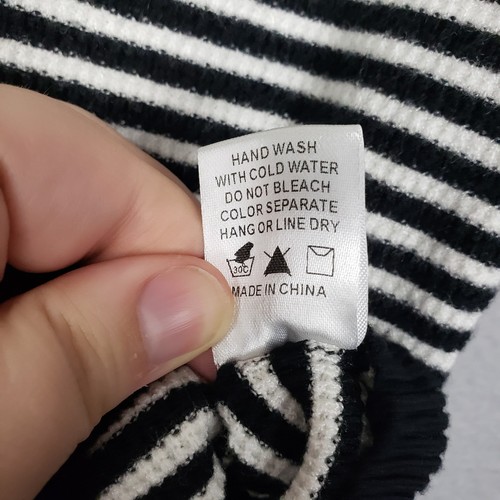 HAND WASH
WITH COLD WATER
DO NOT BLEACH
COLOR SEPARATE
HANG OR LINE DRY
30C
MADE IN CHINA